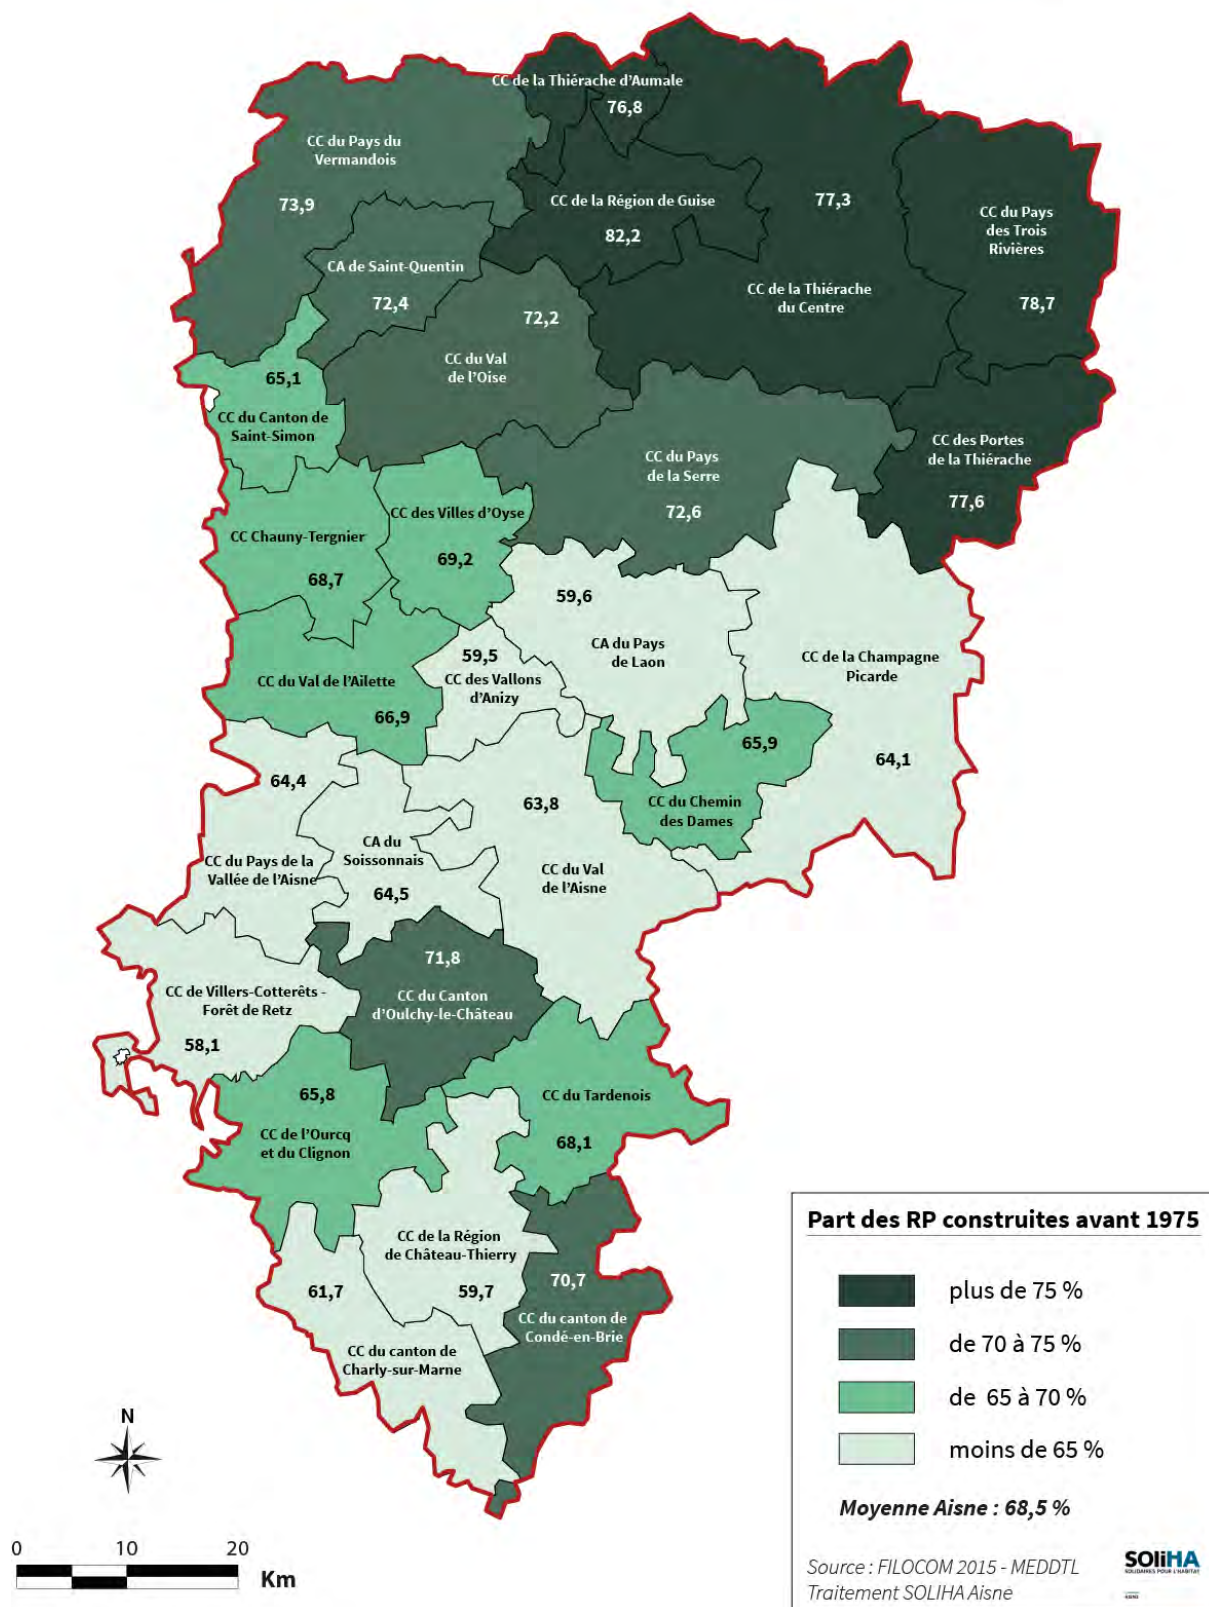 CC de la Thiérache d'Aumale
76,8
CC du Pays du
Vermandois
73,9
CC de la Région de Guise
82,2
77,3
CC de la Thiérache
du Centre
CC du Pays
des Trois
Rivières
78,7
CA de Saint-Quentin
72,4
72,2
CC du Val
de l'Oise
65,1
CC du Canton de
Saint-Simon
CC du Pays
de la Serre
72,6
CC des Portes
de la Thiérache
77,6
CC Chauny-Tergnier
68,7
CC des Villes d'Oyse
69,2
59,6
CA du Pays
de Laon
CC de la Champagne
Picarde
64,1
59,5
CC des Vallons
d'Anizy
CC du Val de l'Ailette
66,9
65,9
CC du Chemin
des Dames
64,4
CC du Pays de la
Vallée de l'Aisne
CA du
Soissonnais
64,5
63,8
CC du Val
de l'Aisne
71,8
CC du Canton
d'Oulchy-le-Château
CC de Villers-Cotterêts -
Forêt de Retz
58,1
65,8
CC de l'Ourcq
et du Clignon
CC du Tardenois
68,1
CC de la Région
de Château-Thierry
59,7
61,7
CC du canton de
Charly-sur-Marne
70,7
CC du canton de
Condé-en-Brie
N
0 10 20
Km
Part des RP construites avant 1975
plus de 75 %
de 70 à 75 %
de 65 à 70 %
moins de 65 %
Moyenne Aisne : 68,5 %
Source : FILOCOM 2015 - MEDDTL
Traitement SOLIHA Aisne
SOLiHA
SOLIDAIRES POUR L'HABITAT
AISNE